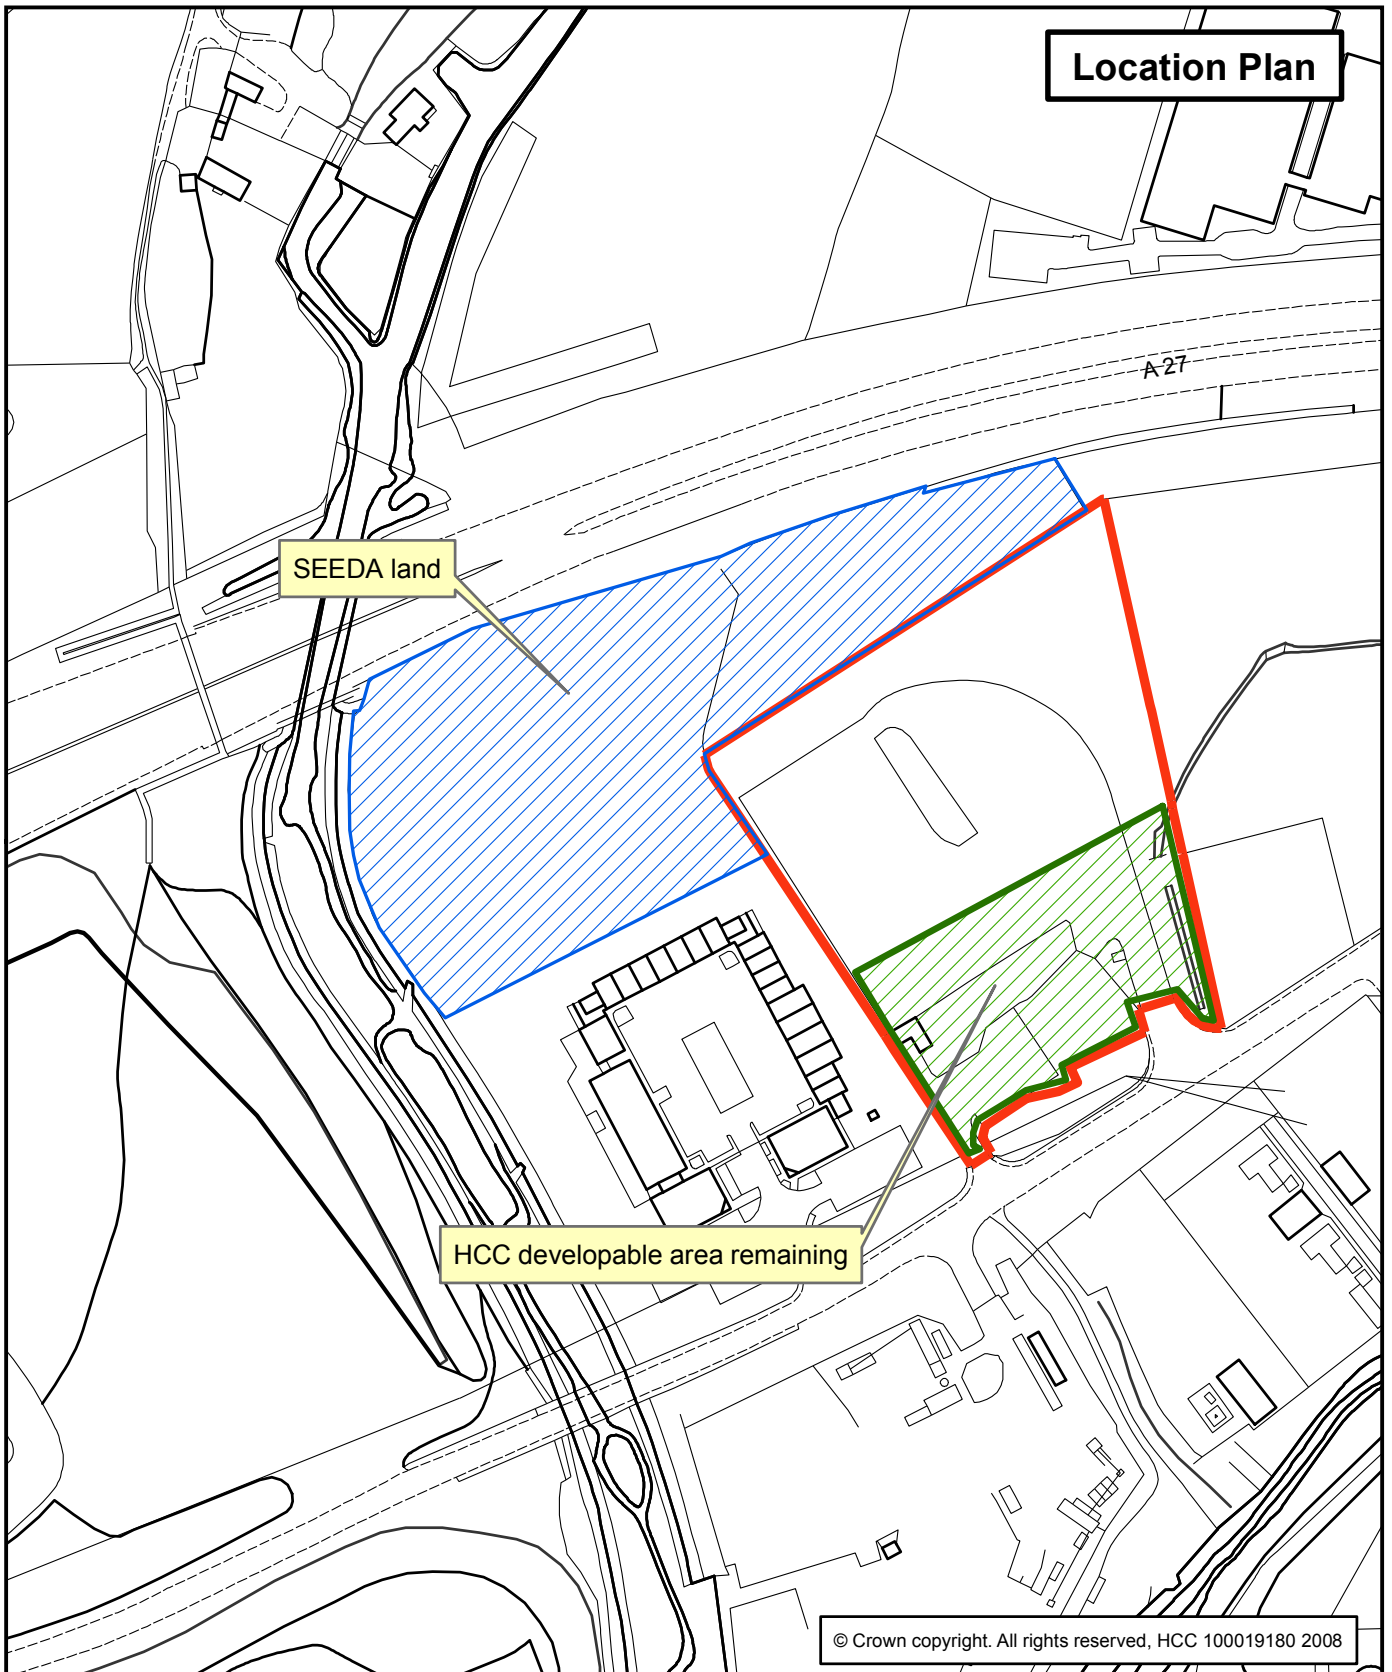 Location Plan
A 27
SEEDA land
HCC developable area remaining
© Crown copyright. All rights reserved, HCC 100019180 2008